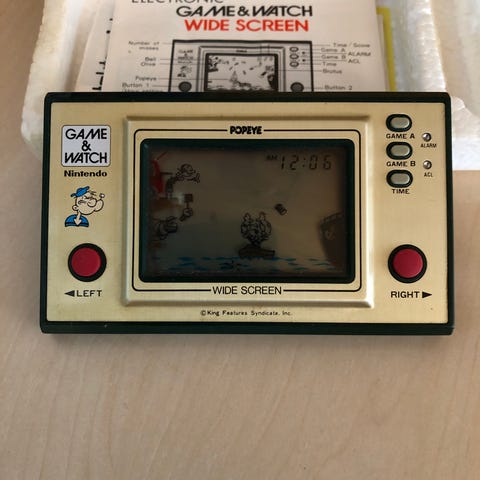 ELECTRONIC
GAME & WATCH
WIDE SCREEN
Number of
misses
Bell
Olive
Popeye
Button 1
Time / Score
Game A
Game B
ALARM
ACL
Time
Brutus
Button 2
GAME
&
WATCH
Nintendo
POPEYE
AM 12:06
GAME A
ALARM
GAME B
ACL
TIME
◄LEFT
WIDE SCREEN
RIGHT►
©King Features Syndicate, Inc.